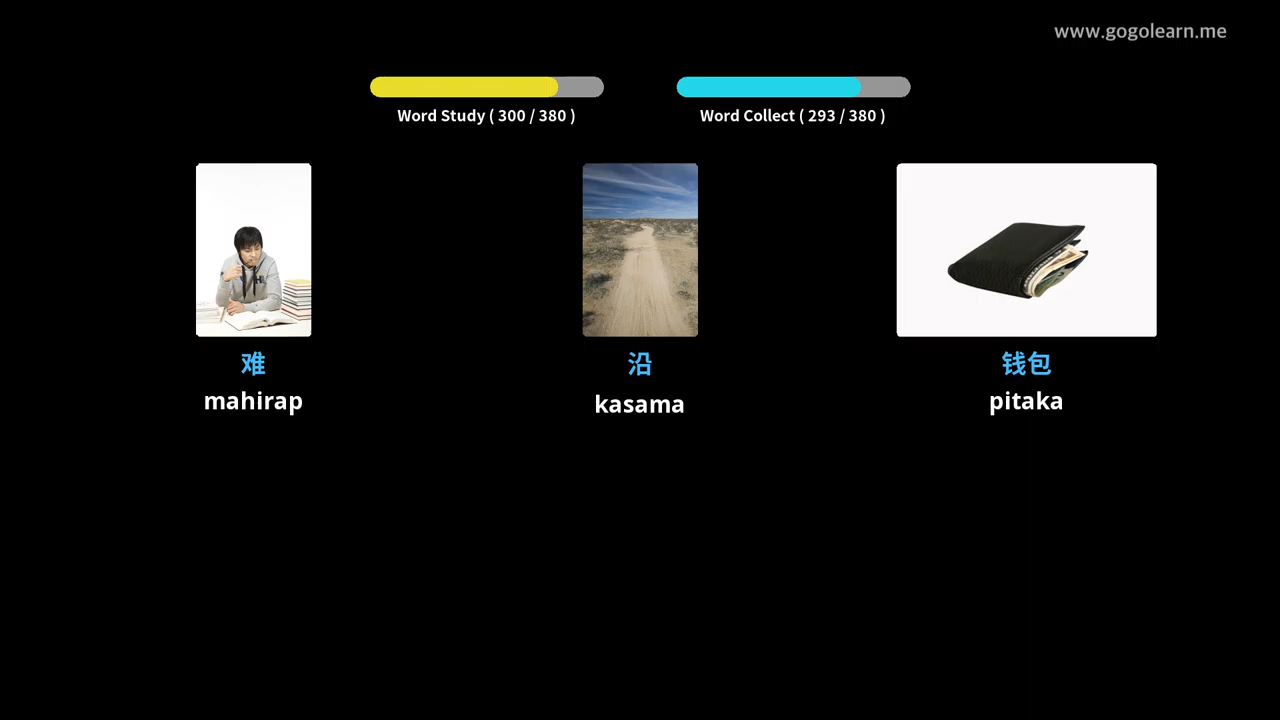 www.gogolearn.me
Word Study ( 300 / 380 )
Word Collect ( 293 / 380 )
难
沿
钱包
mahirap
kasama
pitaka